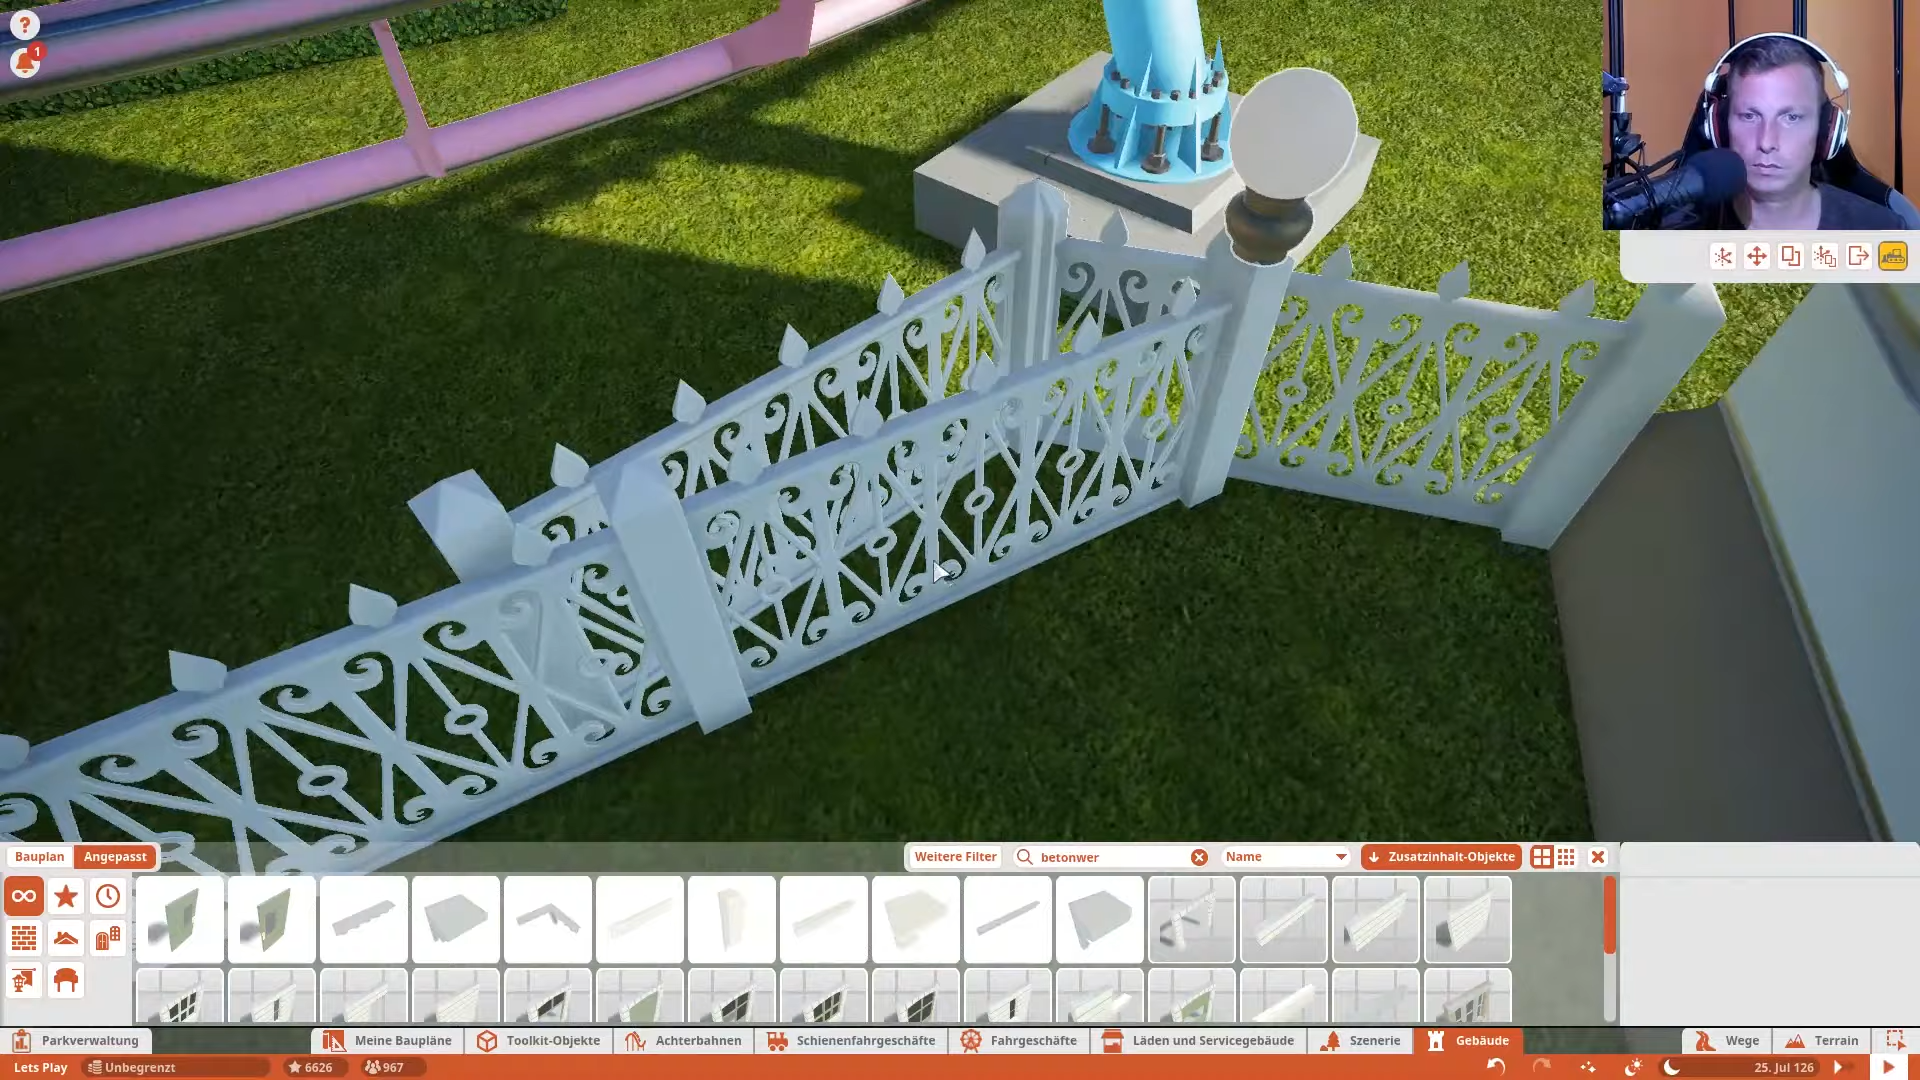 ?
1
Bauplan
Angepasst
Weitere Filter
betonwer
Name
Zusatzinhalt-Objekte
Parkverwaltung
Meine Baupläne
Toolkit-Objekte
Achterbahnen
Schienenfahrgeschäfte
Fahrgeschäfte
Läden und Servicegebäude
Szenerie
Gebäude
Wege
Terrain
Lets Play
Unbegrenzt
6626
967
25. Jul 126